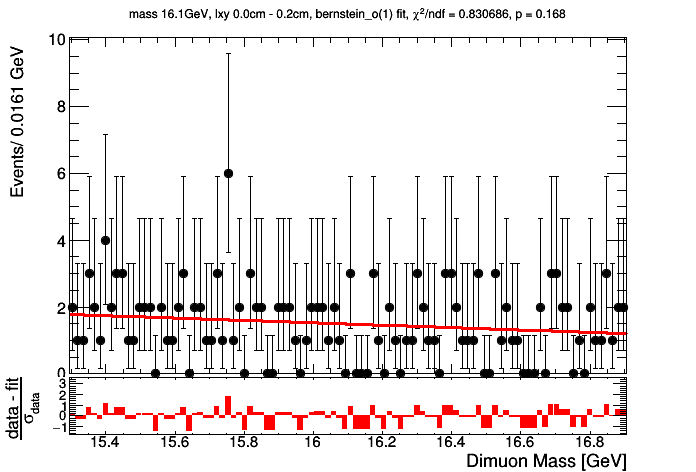 mass 16.1GeV, lxy 0.0cm - 0.2cm, bernstein_o(1) fit, χ²/ndf = 0.830686, p = 0.168
Events/ 0.0161 GeV
10
8
6
4
2
0
data - fit
σdata
3
2
1
0
−1
15.4 15.6 15.8 16 16.2 16.4 16.6 16.8
Dimuon Mass [GeV]